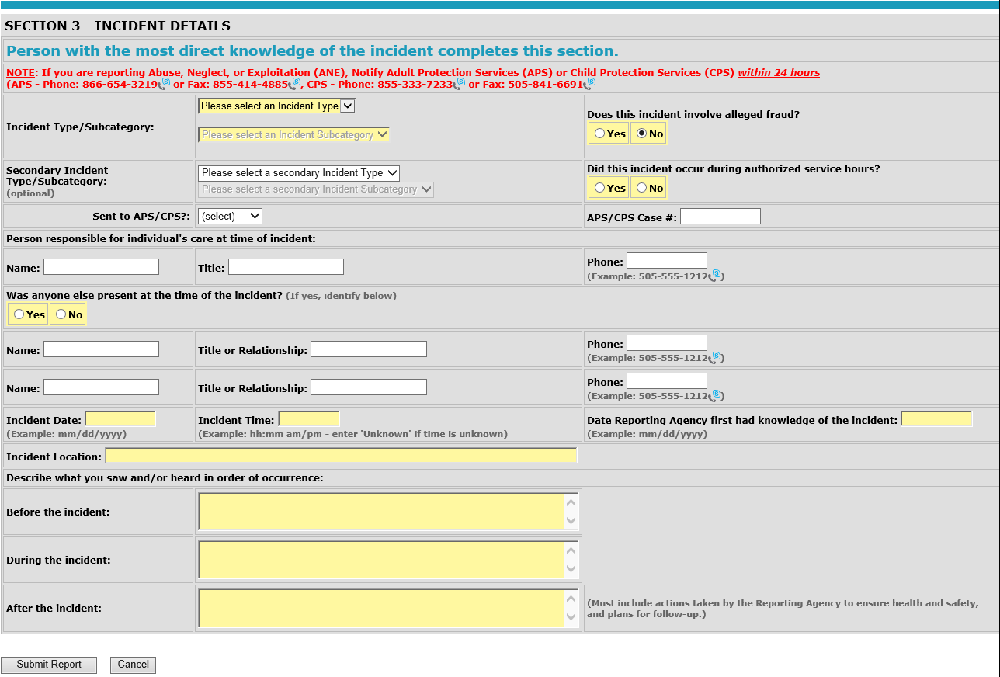 SECTION 3 - INCIDENT DETAILS
Person with the most direct knowledge of the incident completes this section.
NOTE: If you are reporting Abuse, Neglect, or Exploitation (ANE), Notify Adult Protection Services (APS) or Child Protection Services (CPS) within 24 hours
(APS - Phone: 866-654-3219 or Fax: 855-414-4885, CPS - Phone: 855-333-7233 or Fax: 505-841-6691
Incident Type/Subcategory:
Please select an Incident Type
Please select an Incident Subcategory
Does this incident involve alleged fraud?
Yes No
Secondary Incident
Type/Subcategory:
(optional)
Please select a secondary Incident Type
Please select a secondary Incident Subcategory
Did this incident occur during authorized service hours?
Yes No
Sent to APS/CPS?: (select) APS/CPS Case #:
Person responsible for individual's care at time of incident:
Name: Title: Phone:
(Example: 505-555-1212)
Was anyone else present at the time of the incident? (If yes, identify below)
Yes No
Name: Title or Relationship: Phone:
(Example: 505-555-1212)
Name: Title or Relationship: Phone:
(Example: 505-555-1212)
Incident Date:
(Example: mm/dd/yyyy)
Incident Time:
(Example: hh:mm am/pm - enter 'Unknown' if time is unknown)
Date Reporting Agency first had knowledge of the incident:
(Example: mm/dd/yyyy)
Incident Location:
Describe what you saw and/or heard in order of occurrence:
Before the incident:
During the incident:
After the incident:
(Must include actions taken by the Reporting Agency to ensure health and safety,
and plans for follow-up.)
Submit Report Cancel